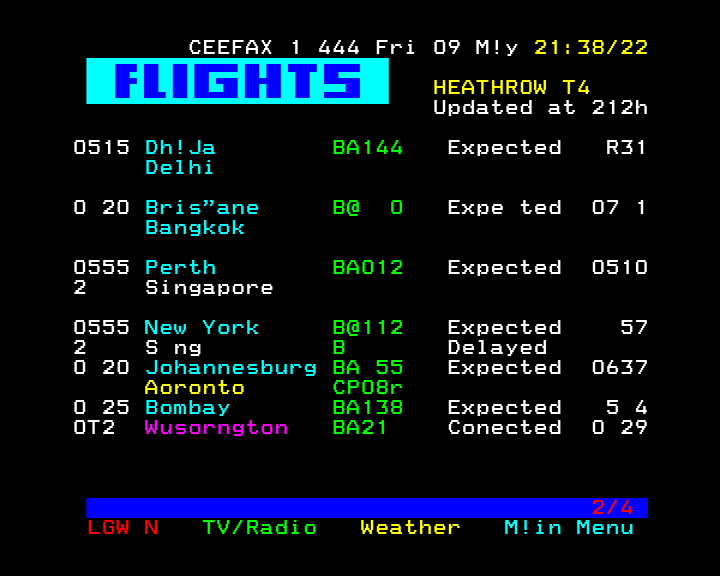 CEEFAX 1 444 Fri 09 M!y 21:38/22
FLIGHTS
HEATHROW T4
Updated at 212h
0515 Dh!Ja BA144 Expected R31
Delhi
0 20 Bris"ane B@ 0 Expe ted 07 1
Bangkok
0555 Perth BA012 Expected 0510
2 Singapore
0555 New York B@112 Expected 57
2 S ng B Delayed
0 20 Johannesburg BA 55 Expected 0637
Aoronto CP08r
0 25 Bombay BA138 Expected 5 4
0T2 Wusorngton BA21 Conected 0 29
2/4
LGW N TV/Radio Weather M!in Menu